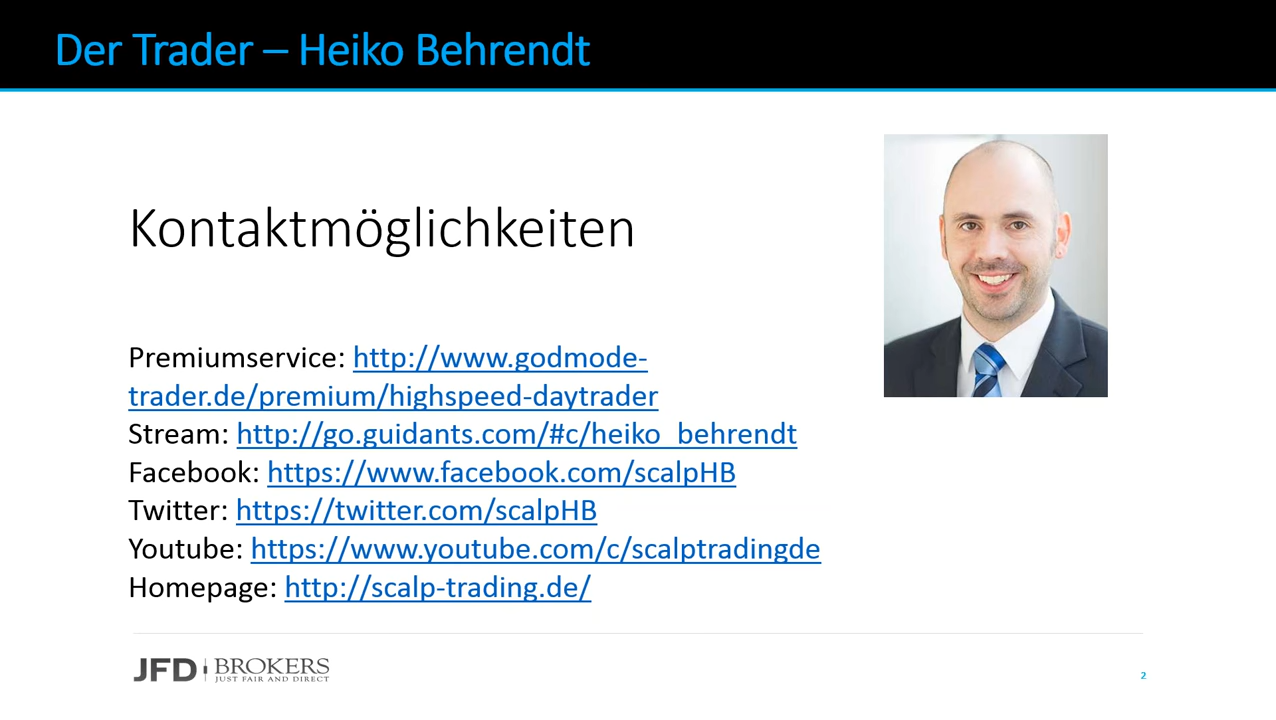 Der Trader – Heiko Behrendt
Kontaktmöglichkeiten
Premiumservice: http://www.godmode-
trader.de/premium/highspeed-daytrader
Stream: http://go.guidants.com/#c/heiko_behrendt
Facebook: https://www.facebook.com/scalpHB
Twitter: https://twitter.com/scalpHB
Youtube: https://www.youtube.com/c/scalptradingde
Homepage: http://scalp-trading.de/
JFD BROKERS
JUST FAIR AND DIRECT
2